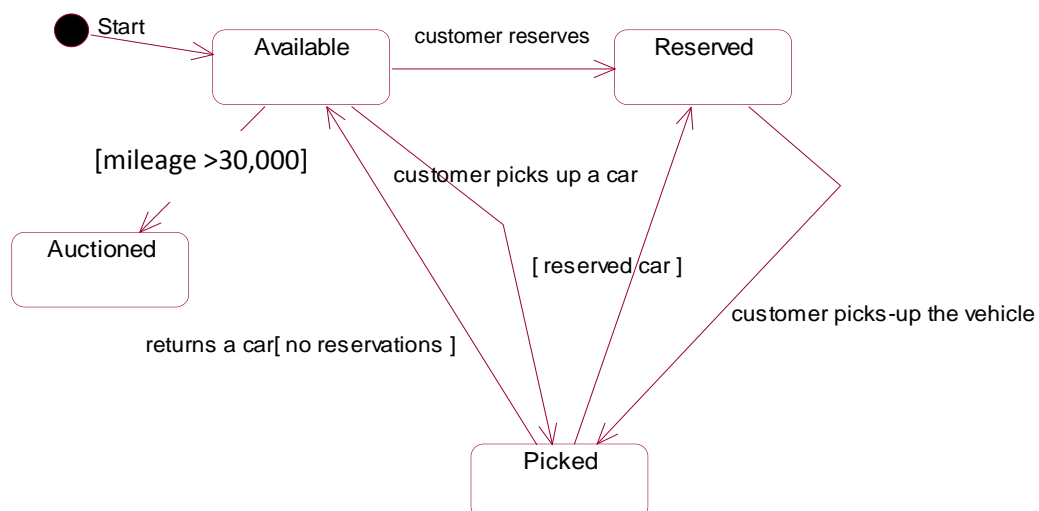 Start
Available
customer reserves
Reserved
[mileage >30,000]
customer picks up a car
Auctioned
[ reserved car ]
customer picks-up the vehicle
returns a car[ no reservations ]
Picked